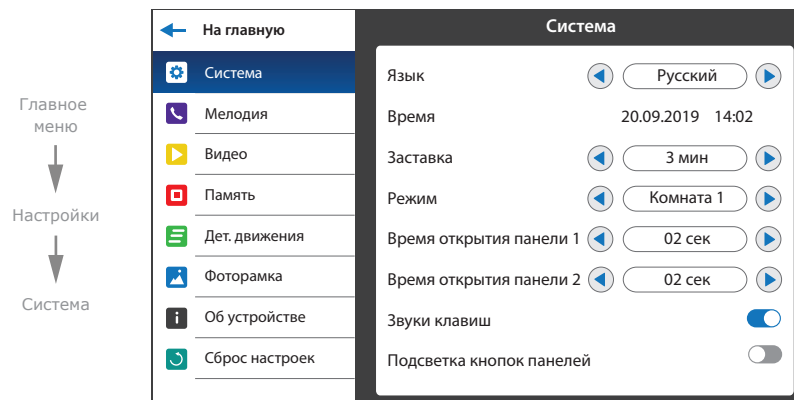 Главное
меню
Настройки
Система
На главную
Система
Мелодия
Видео
Память
Дет. движения
Фоторамка
Об устройстве
Сброс настроек
Система
Язык Русский
Время 20.09.2019 14:02
Заставка 3 мин
Режим Комната 1
Время открытия панели 1 02 сек
Время открытия панели 2 02 сек
Звуки клавиш
Подсветка кнопок панелей